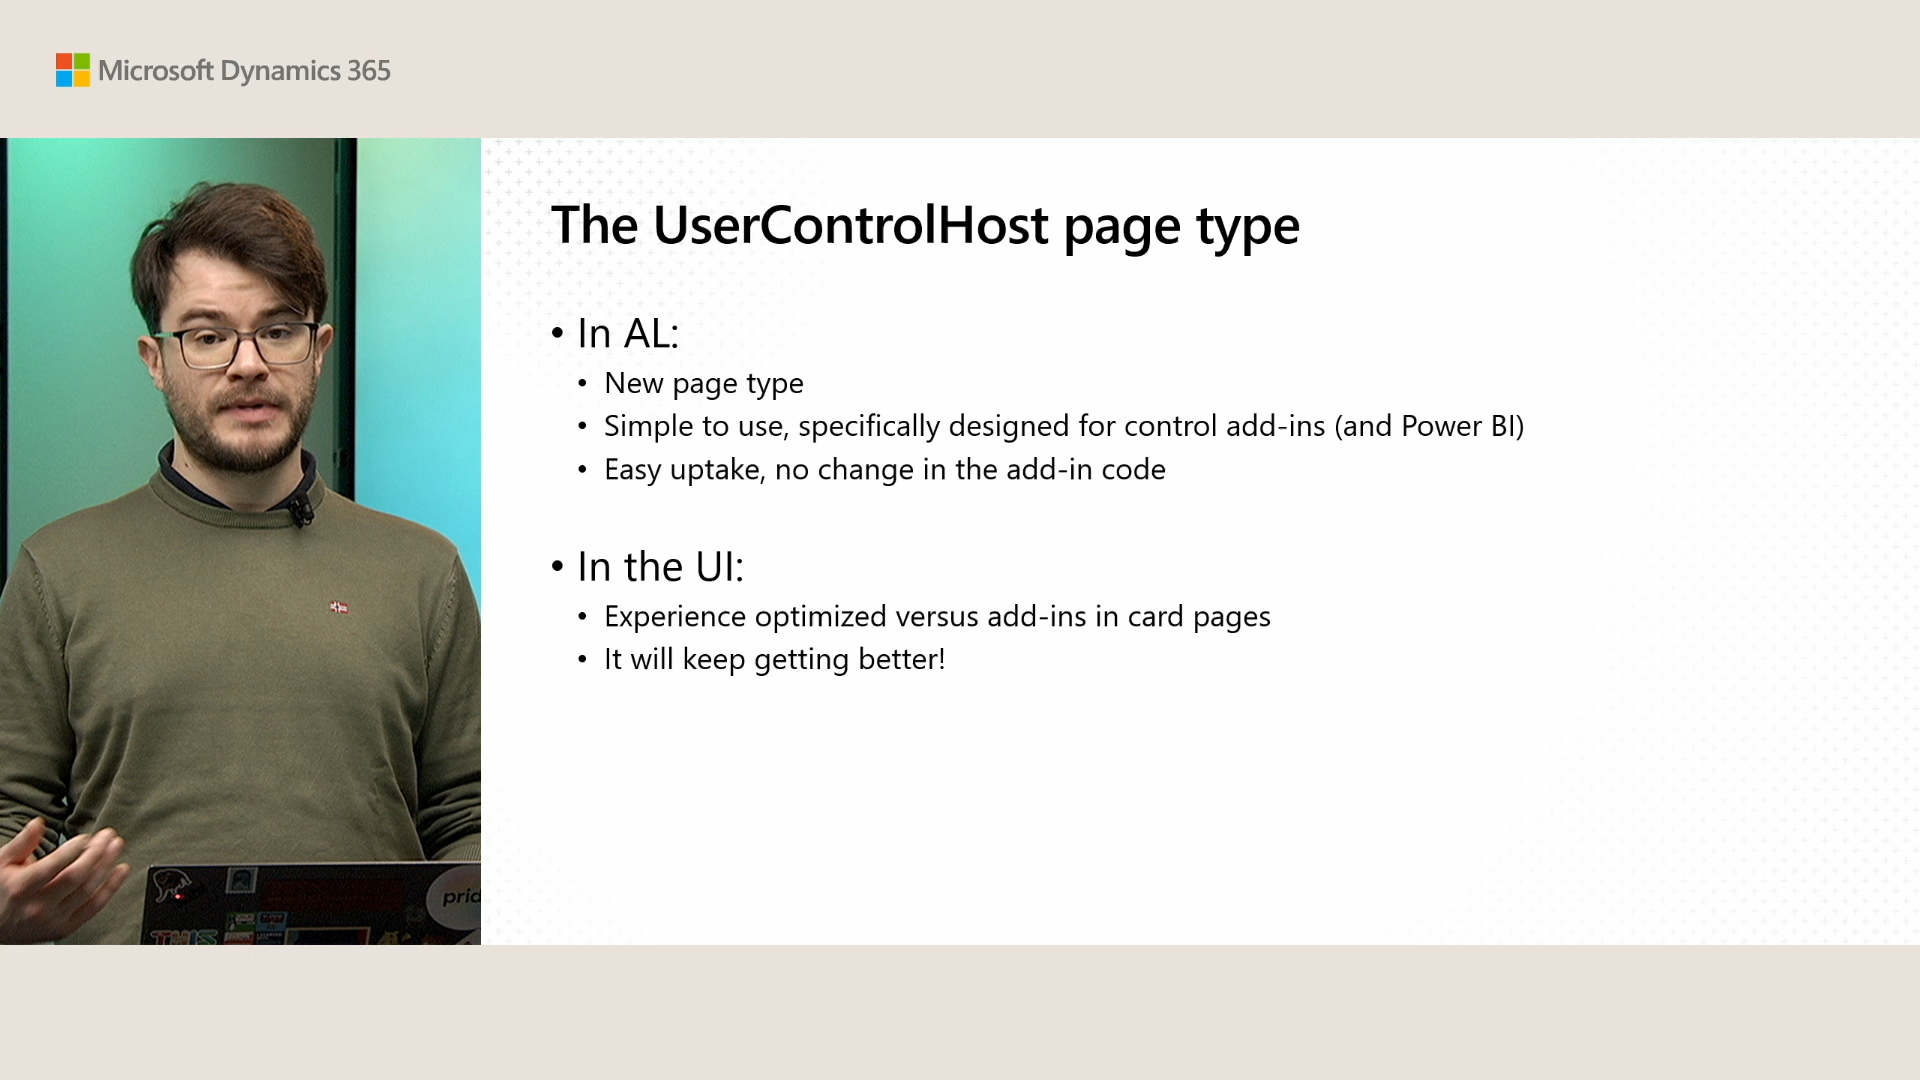 Microsoft Dynamics 365
The UserControlHost page type
• In AL:
• New page type
• Simple to use, specifically designed for control add-ins (and Power BI)
• Easy uptake, no change in the add-in code
• In the UI:
• Experience optimized versus add-ins in card pages
• It will keep getting better!
prid